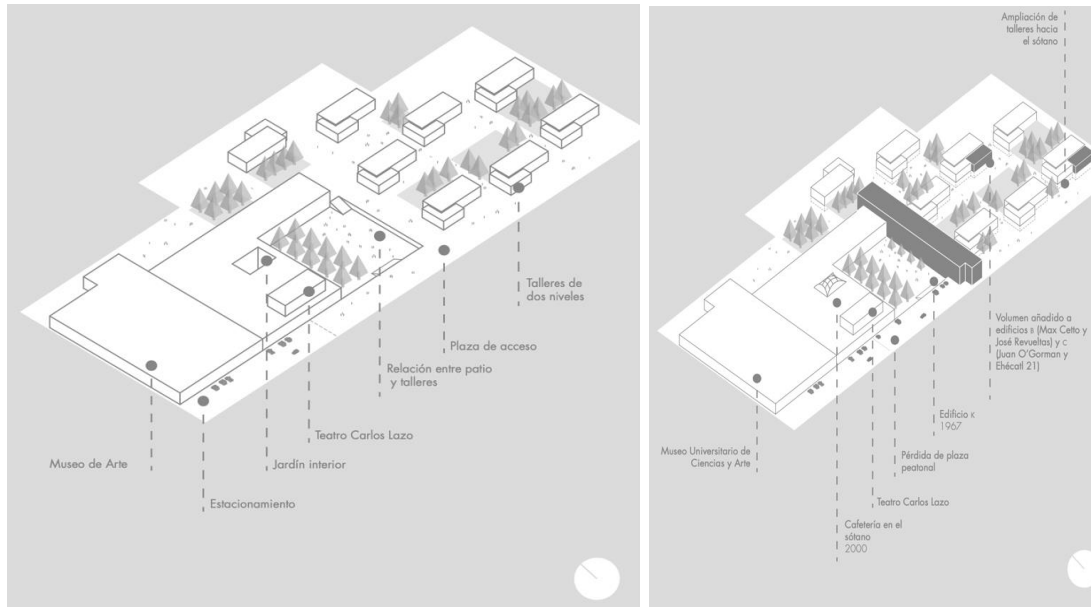 Talleres de
dos niveles
Plaza de acceso
Relación entre patio
y talleres
Teatro Carlos Lazo
Museo de Arte
Jardín interior
Estacionamiento
Ampliación de
talleres hacia
el sótano
Volumen añadido a
edificios B (Max Cetto y
José Revueltas) y C
(Juan O'Gorman y
Ehécatl 21)
Edificio K
1967
Museo Universitario de
Ciencias y Arte
Pérdida de plaza
peatonal
Teatro Carlos Lazo
Cafetería en el
sótano
2000